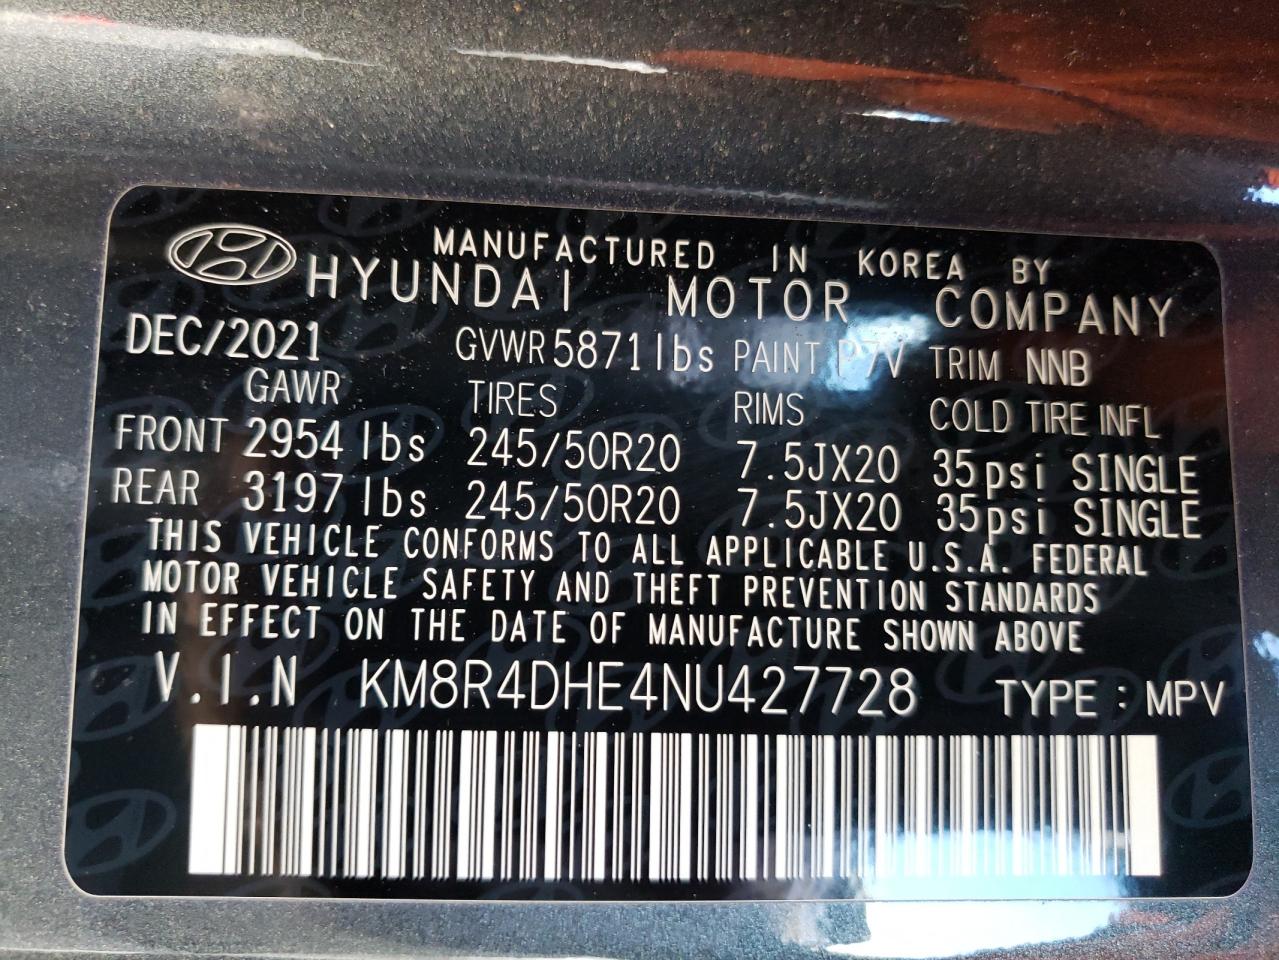 MANUFACTURED IN KOREA BY
HYUNDAI MOTOR COMPANY
DEC/2021 GVWR 5871lbs PAINT P7V TRIM NNB
GAWR TIRES RIMS COLD TIRE INFL
FRONT 2954 lbs 245/50R20 7.5JX20 35psi SINGLE
REAR 3197 lbs 245/50R20 7.5JX20 35psi SINGLE
THIS VEHICLE CONFORMS TO ALL APPLICABLE U.S.A. FEDERAL
MOTOR VEHICLE SAFETY AND THEFT PREVENTION STANDARDS
IN EFFECT ON THE DATE OF MANUFACTURE SHOWN ABOVE
V.I.N KM8R4DHE4NU427728 TYPE : MPV